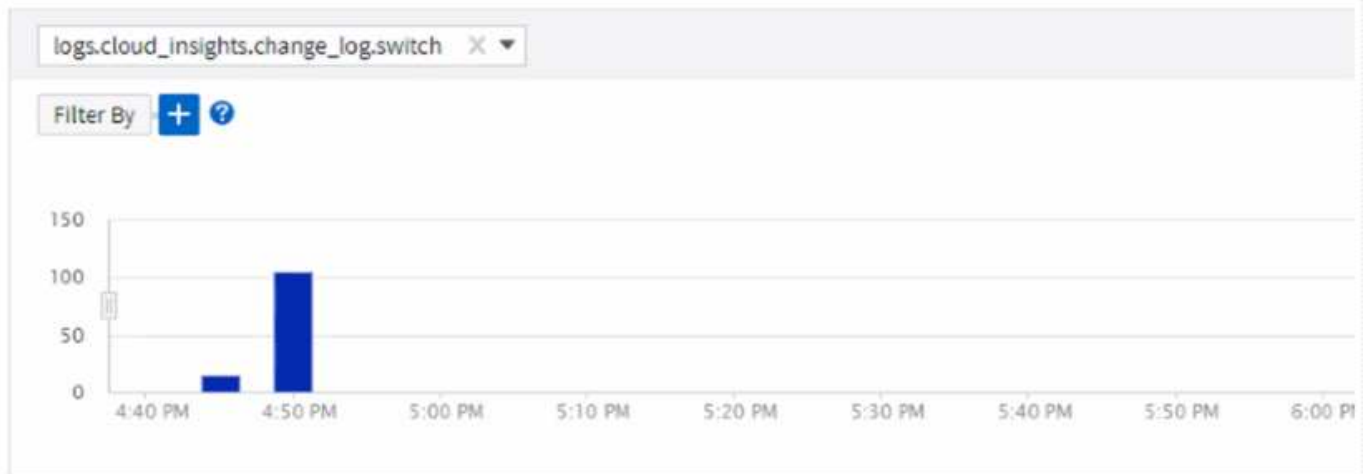 logs.cloud_insights.change_log.switch
Filter By
150
100
50
0
4:40 PM 4:50 PM 5:00 PM 5:10 PM 5:20 PM 5:30 PM 5:40 PM 5:50 PM 6:00 P